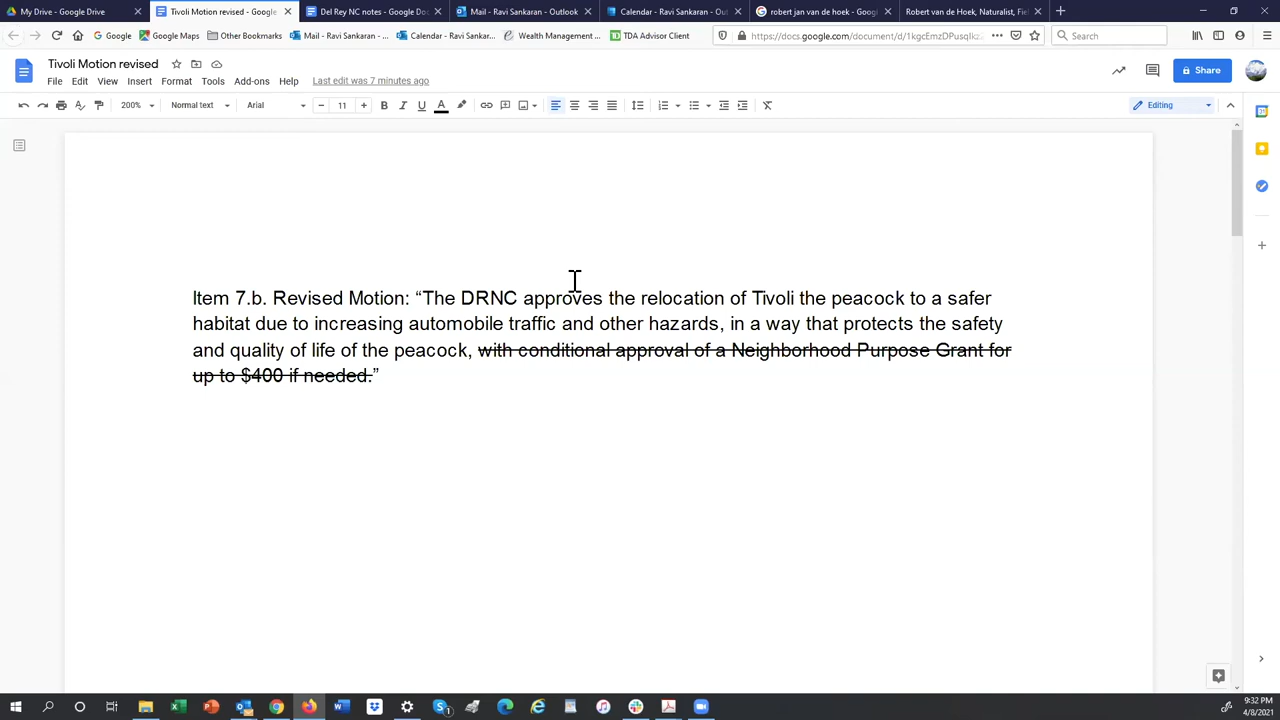 My Drive - Google Drive
Tivoli Motion revised - Google
Del Rey NC notes - Google Doc
Mail - Ravi Sankaran - Outlook
Calendar - Ravi Sankaran - Out
robert jan van de hoek - Googl
Robert van de Hoek, Naturalist, Fie
Google
Google Maps
Other Bookmarks
Mail - Ravi Sankaran -...
Calendar - Ravi Sankar...
Wealth Management ...
TDA Advisor Client
https://docs.google.com/document/d/1kgcEmzDPusqIkz
Search
Tivoli Motion revised
Share
File Edit View Insert Format Tools Add-ons Help Last edit was 7 minutes ago
200% Normal text Arial 11 Editing
Item 7.b. Revised Motion: “The DRNC approves the relocation of Tivoli the peacock to a safer
habitat due to increasing automobile traffic and other hazards, in a way that protects the safety
and quality of life of the peacock, with conditional approval of a Neighborhood Purpose Grant for
up to $400 if needed.”
9:32 PM
4/8/2021